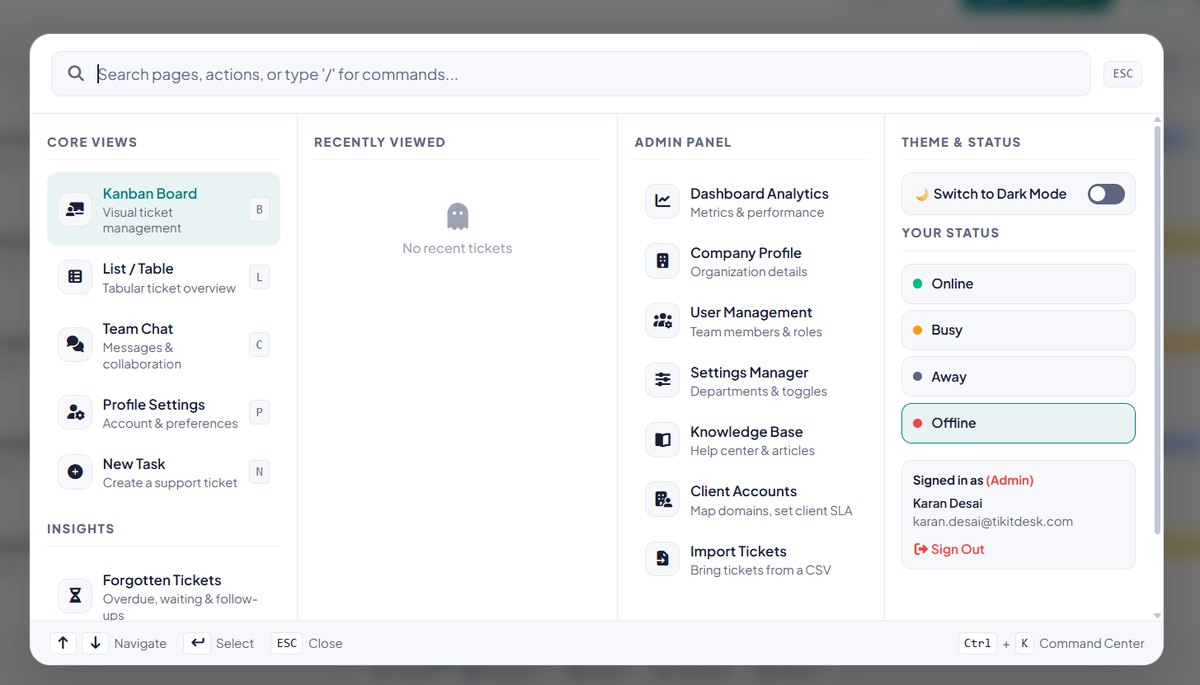 Search pages, actions, or type '/' for commands...
ESC
CORE VIEWS
Kanban Board
Visual ticket
management
B
List / Table
Tabular ticket overview
L
Team Chat
Messages &
collaboration
C
Profile Settings
Account & preferences
P
New Task
Create a support ticket
N
INSIGHTS
Forgotten Tickets
Overdue, waiting & follow-
ups
RECENTLY VIEWED
No recent tickets
ADMIN PANEL
Dashboard Analytics
Metrics & performance
Company Profile
Organization details
User Management
Team members & roles
Settings Manager
Departments & toggles
Knowledge Base
Help center & articles
Client Accounts
Map domains, set client SLA
Import Tickets
Bring tickets from a CSV
THEME & STATUS
🌙 Switch to Dark Mode
YOUR STATUS
Online
Busy
Away
Offline
Signed in as (Admin)
Karan Desai
karan.desai@tikitdesk.com
Sign Out
↑ ↓ Navigate ↵ Select ESC Close
Ctrl + K Command Center